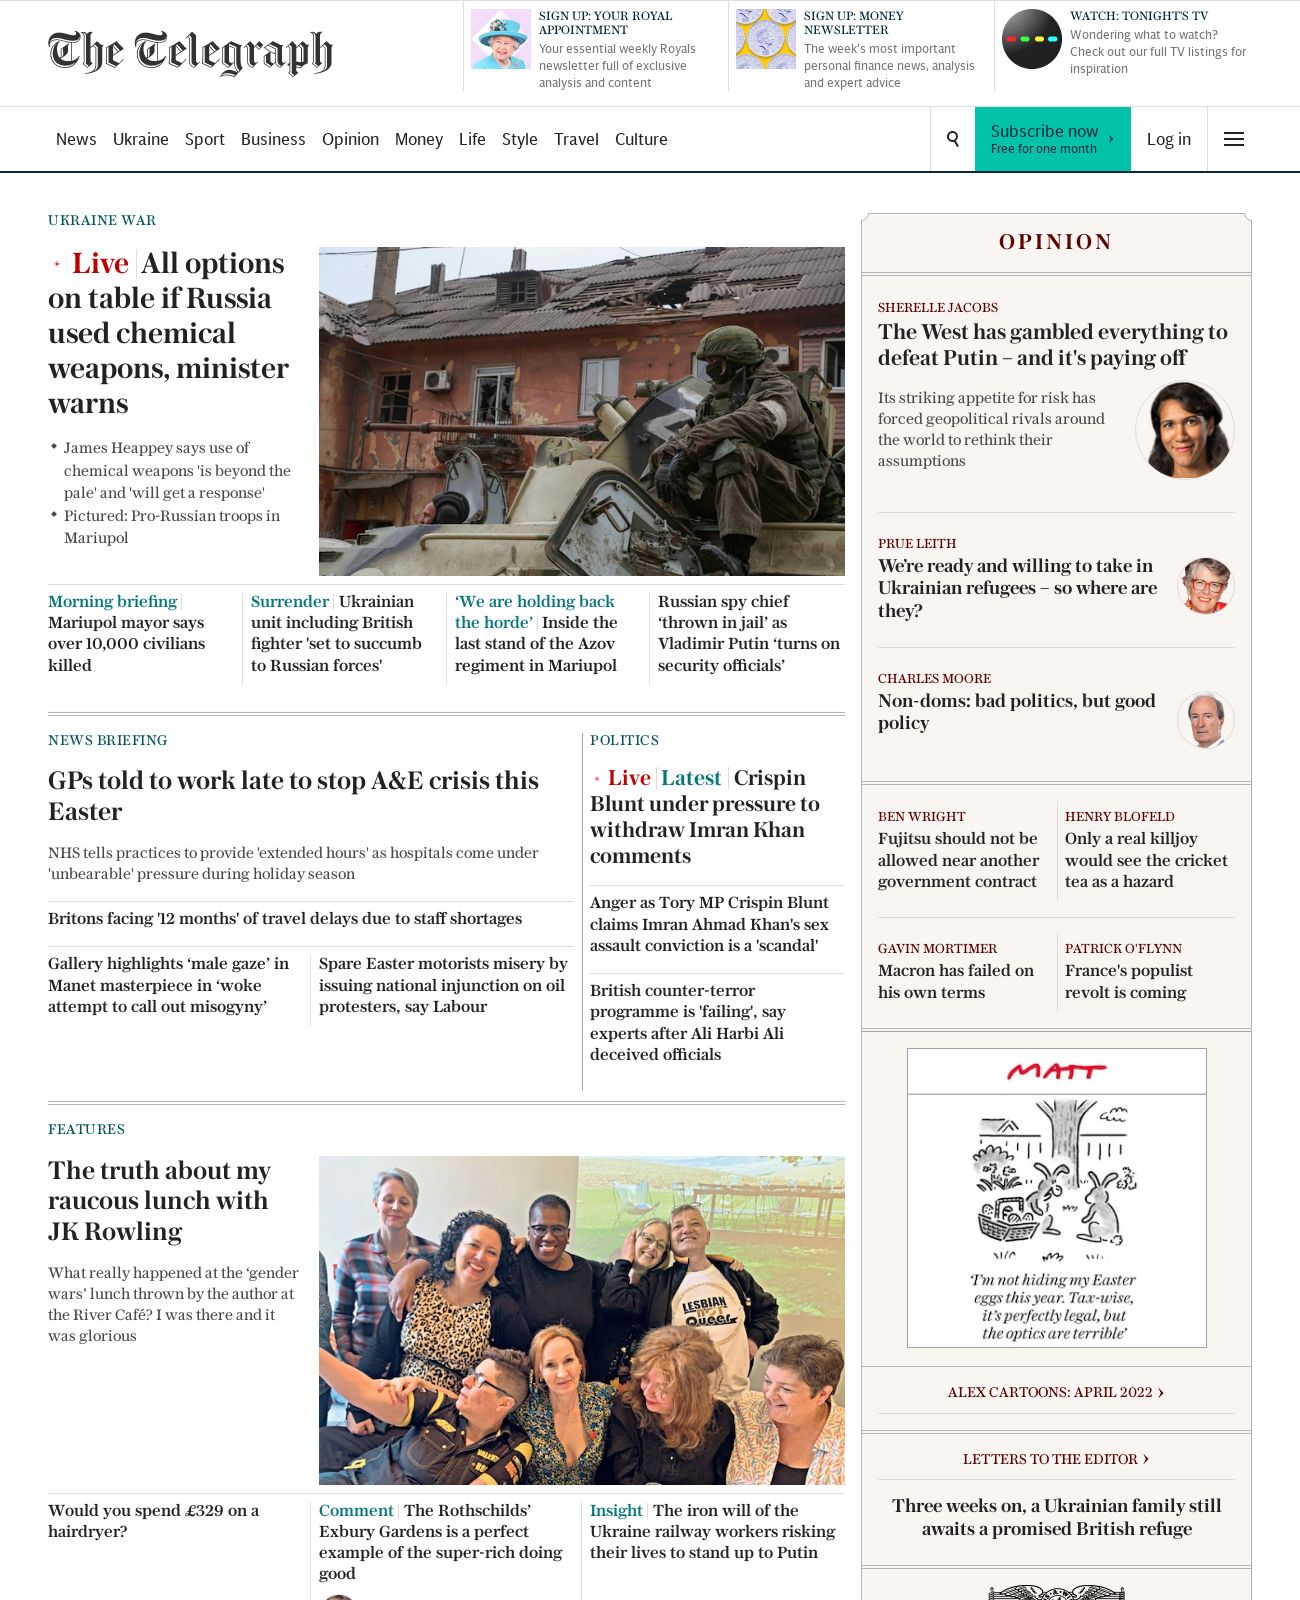 The Telegraph
SIGN UP: YOUR ROYAL
APPOINTMENT
Your essential weekly Royals
newsletter full of exclusive
analysis and content
SIGN UP: MONEY
NEWSLETTER
The week's most important
personal finance news, analysis
and expert advice
WATCH: TONIGHT'S TV
Wondering what to watch?
Check out our full TV listings for
inspiration
News Ukraine Sport Business Opinion Money Life Style Travel Culture
Subscribe now
Free for one month
Log in
UKRAINE WAR
Live All options
on table if Russia
used chemical
weapons, minister
warns
James Heappey says use of
chemical weapons 'is beyond the
pale' and 'will get a response'
Pictured: Pro-Russian troops in
Mariupol
Morning briefing
Mariupol mayor says
over 10,000 civilians
killed
Surrender Ukrainian
unit including British
fighter 'set to succumb
to Russian forces'
‘We are holding back
the horde’ Inside the
last stand of the Azov
regiment in Mariupol
Russian spy chief
‘thrown in jail’ as
Vladimir Putin ‘turns on
security officials’
NEWS BRIEFING
GPs told to work late to stop A&E crisis this
Easter
NHS tells practices to provide 'extended hours' as hospitals come under
'unbearable' pressure during holiday season
Britons facing '12 months' of travel delays due to staff shortages
Gallery highlights ‘male gaze’ in
Manet masterpiece in ‘woke
attempt to call out misogyny’
Spare Easter motorists misery by
issuing national injunction on oil
protesters, say Labour
POLITICS
Live Latest Crispin
Blunt under pressure to
withdraw Imran Khan
comments
Anger as Tory MP Crispin Blunt
claims Imran Ahmad Khan's sex
assault conviction is a 'scandal'
British counter-terror
programme is 'failing', say
experts after Ali Harbi Ali
deceived officials
FEATURES
The truth about my
raucous lunch with
JK Rowling
What really happened at the ‘gender
wars’ lunch thrown by the author at
the River Café? I was there and it
was glorious
LESBIAN
NOT
Queer
Would you spend £329 on a
hairdryer?
Comment The Rothschilds’
Exbury Gardens is a perfect
example of the super-rich doing
good
Insight The iron will of the
Ukraine railway workers risking
their lives to stand up to Putin
OPINION
SHERELLE JACOBS
The West has gambled everything to
defeat Putin – and it's paying off
Its striking appetite for risk has
forced geopolitical rivals around
the world to rethink their
assumptions
PRUE LEITH
We’re ready and willing to take in
Ukrainian refugees – so where are
they?
CHARLES MOORE
Non-doms: bad politics, but good
policy
BEN WRIGHT
Fujitsu should not be
allowed near another
government contract
HENRY BLOFELD
Only a real killjoy
would see the cricket
tea as a hazard
GAVIN MORTIMER
Macron has failed on
his own terms
PATRICK O'FLYNN
France's populist
revolt is coming
MATT
‘I'm not hiding my Easter
eggs this year. Tax-wise,
it's perfectly legal, but
the optics are terrible’
ALEX CARTOONS: APRIL 2022
LETTERS TO THE EDITOR
Three weeks on, a Ukrainian family still
awaits a promised British refuge